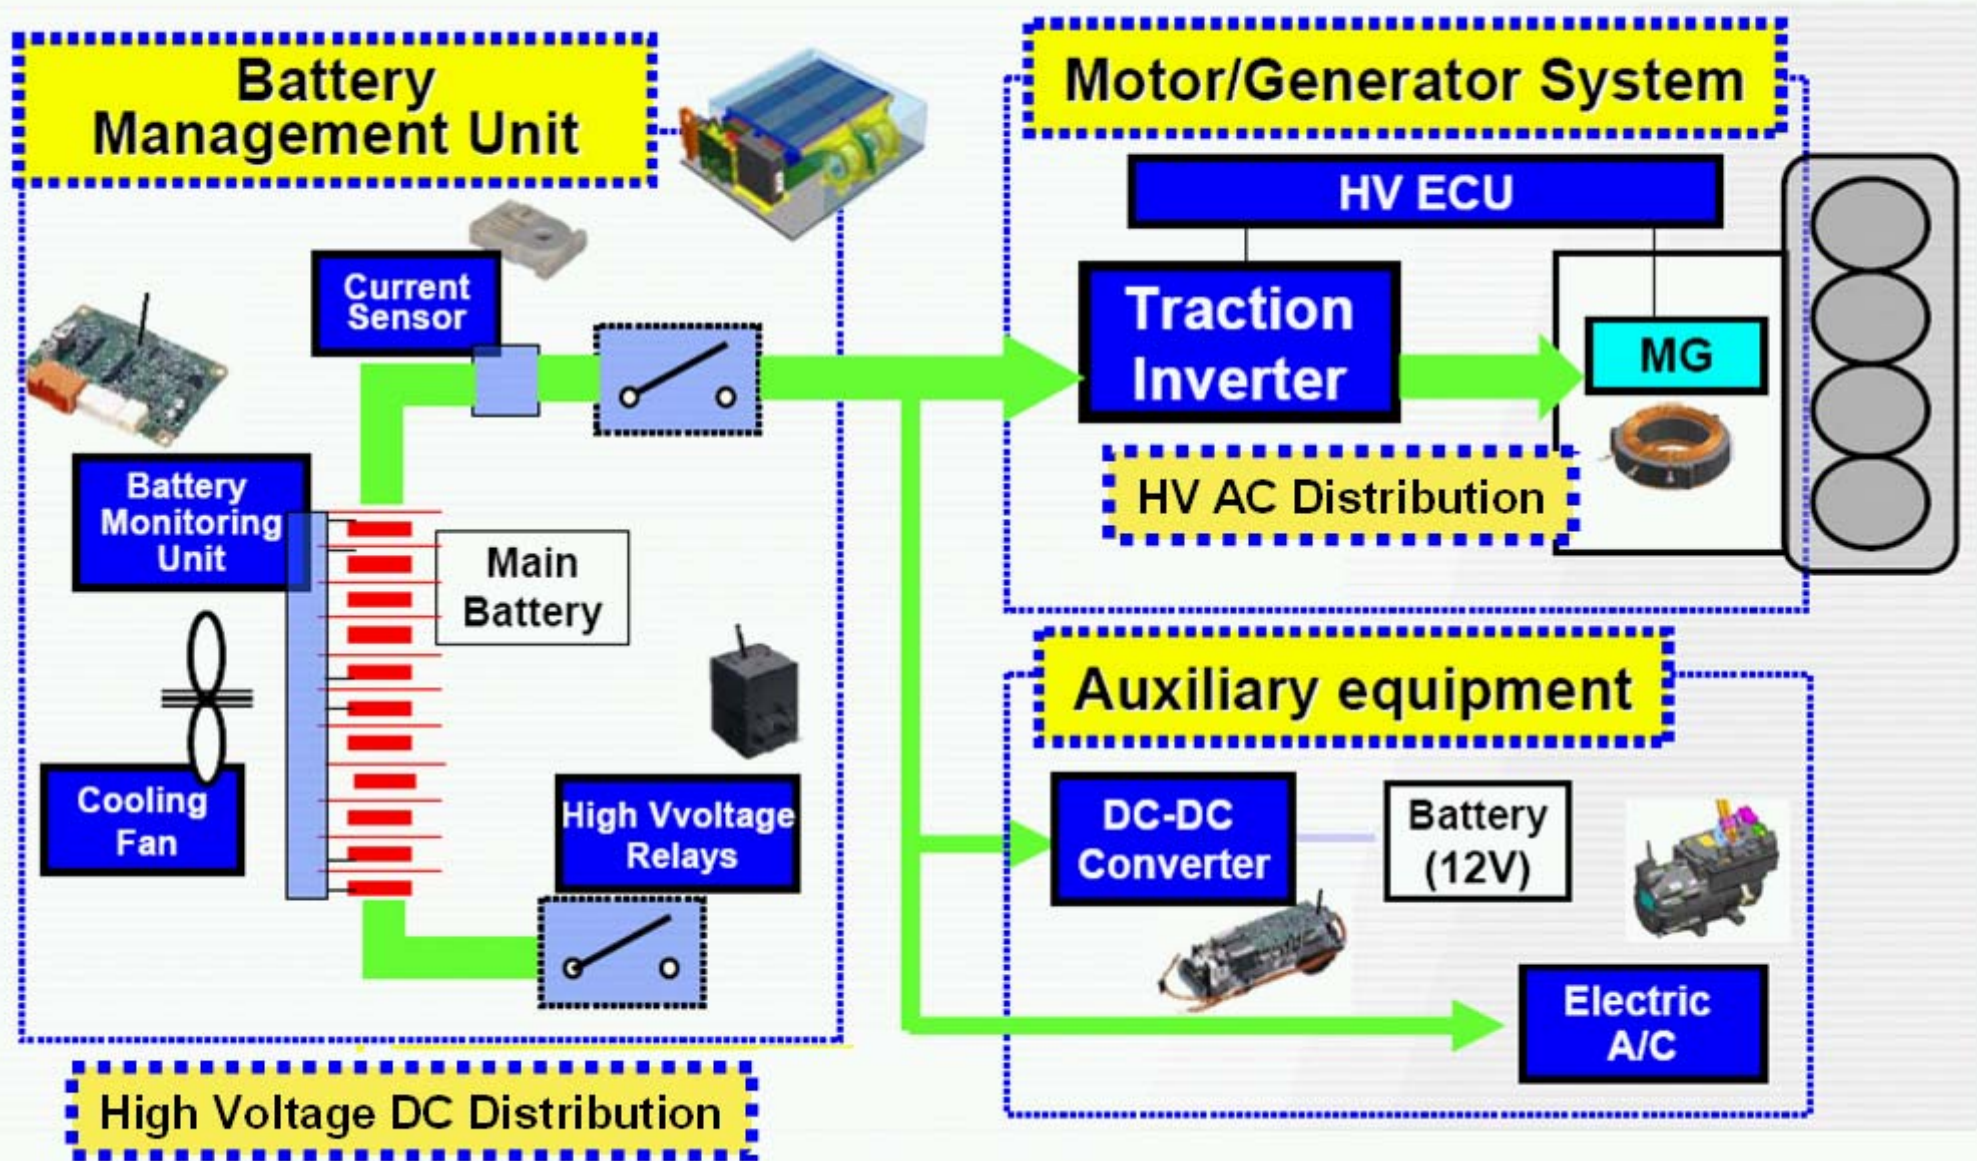 Battery
Management Unit
Motor/Generator System
HV ECU
Current
Sensor
Traction
Inverter
MG
HV AC Distribution
Battery
Monitoring
Unit
Main
Battery
Auxiliary equipment
Cooling
Fan
High Vvoltage
Relays
DC-DC
Converter
Battery
(12V)
Electric
A/C
High Voltage DC Distribution